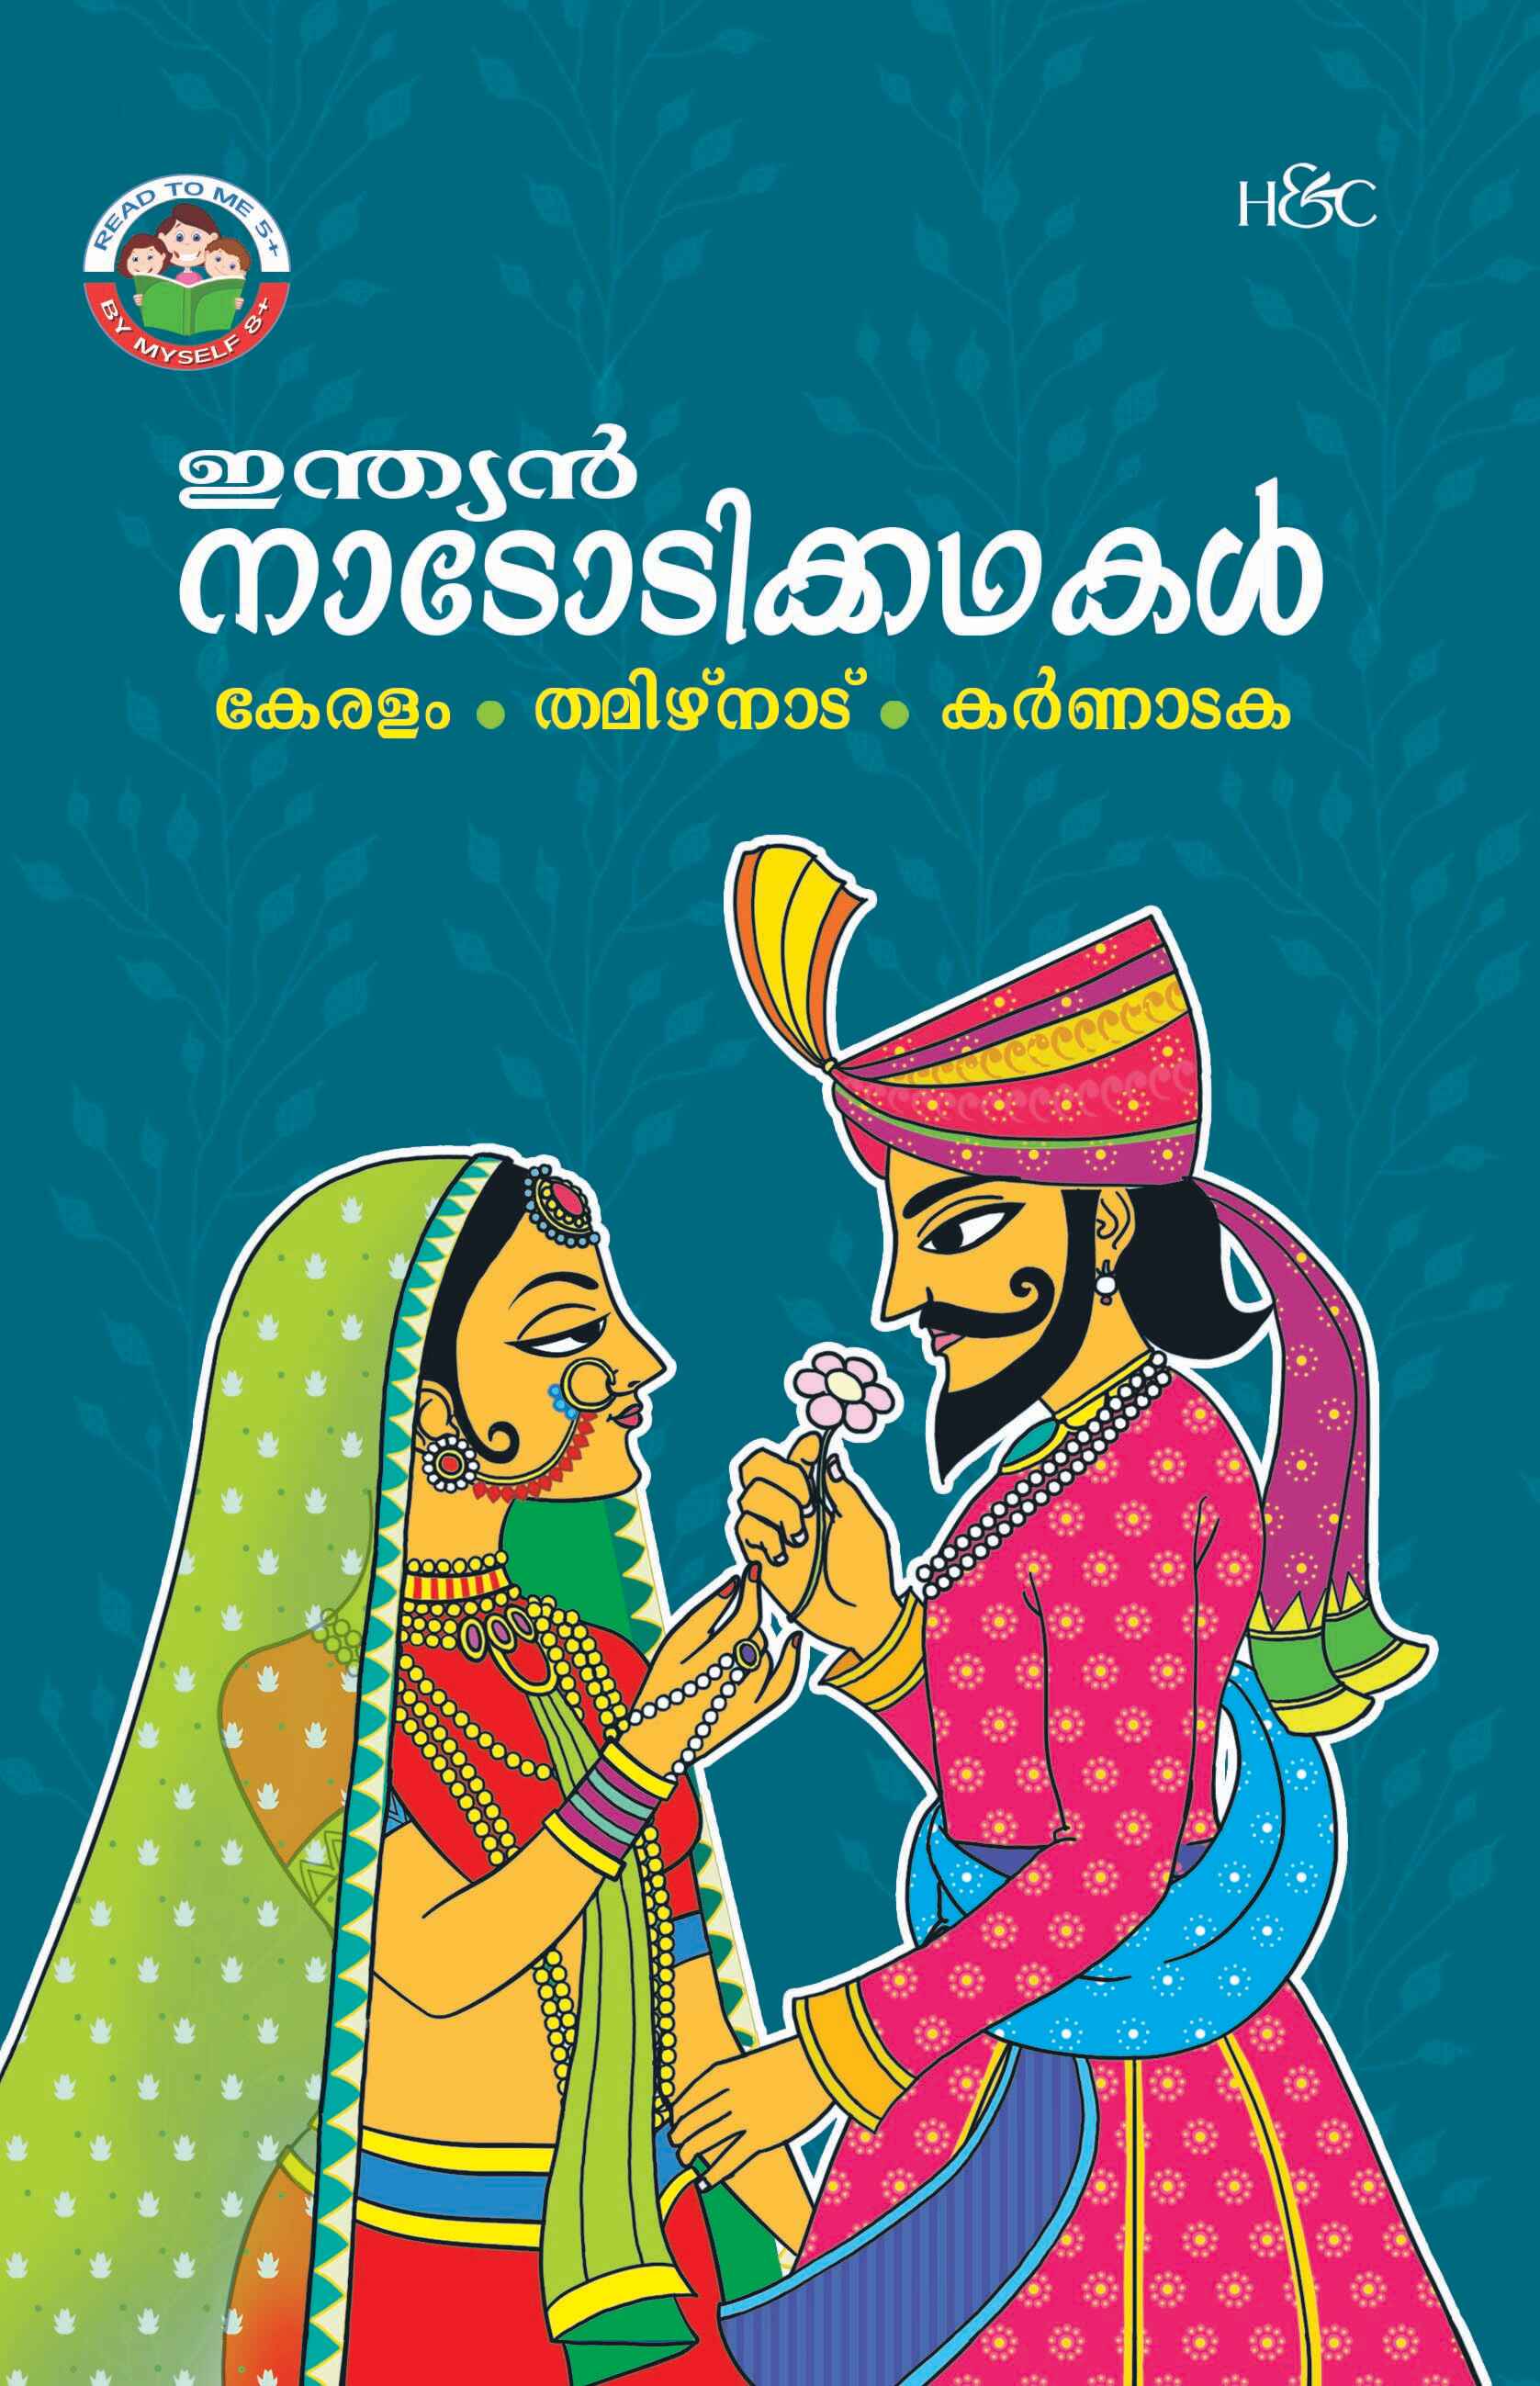 READ TO ME 5+
BY MYSELF 8+
H&C
ഇന്ത്യൻ
നാടോടിക്കഥകൾ
കേരളം • തമിഴ്നാട് • കർണാടക